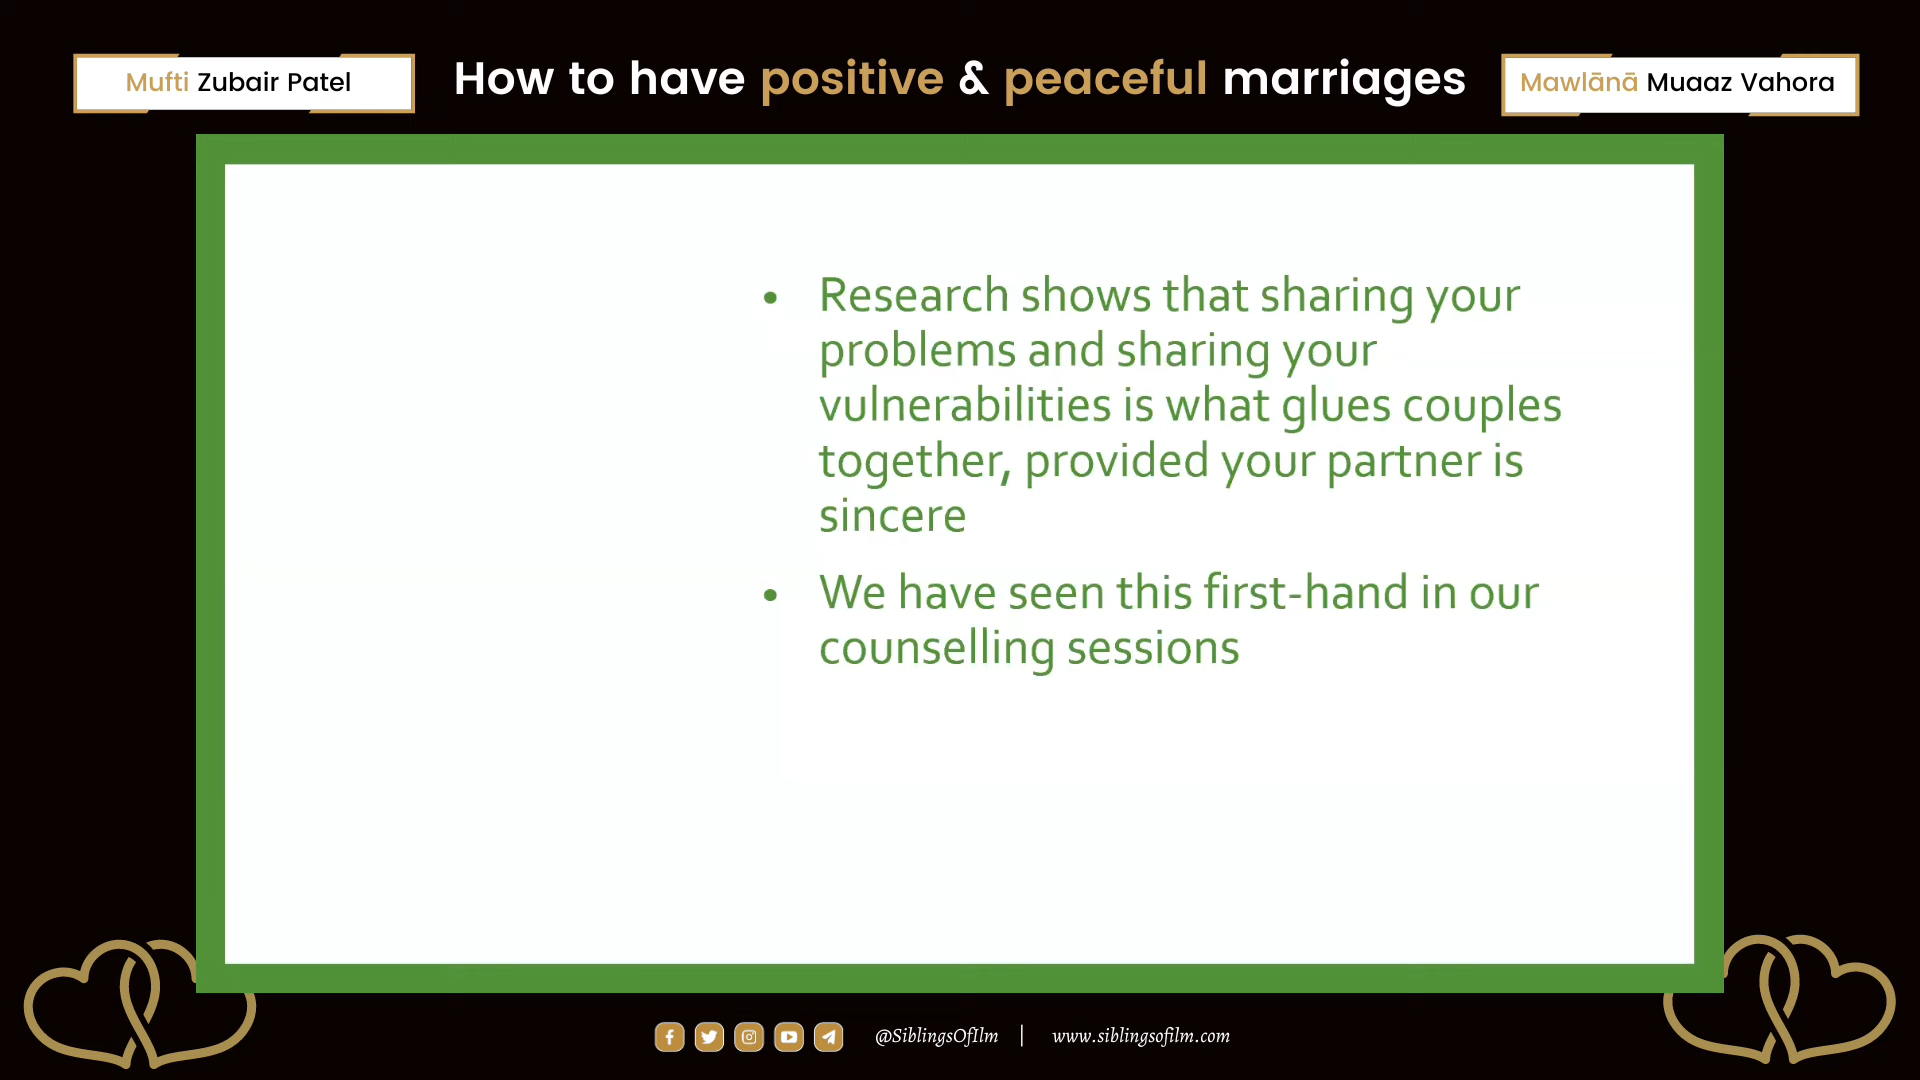 Mufti Zubair Patel
How to have positive & peaceful marriages
Mawlānā Muaaz Vahora
• Research shows that sharing your
problems and sharing your
vulnerabilities is what glues couples
together, provided your partner is
sincere
• We have seen this first-hand in our
counselling sessions
@SiblingsOfIlm | www.siblingsofilm.com